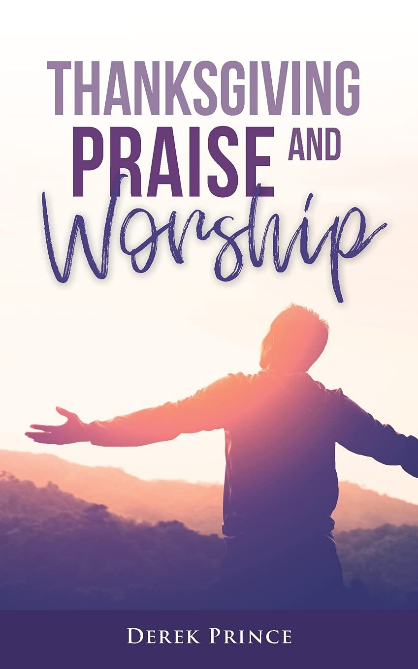 THANKSGIVING
PRAISE AND
Worship
DEREK PRINCE